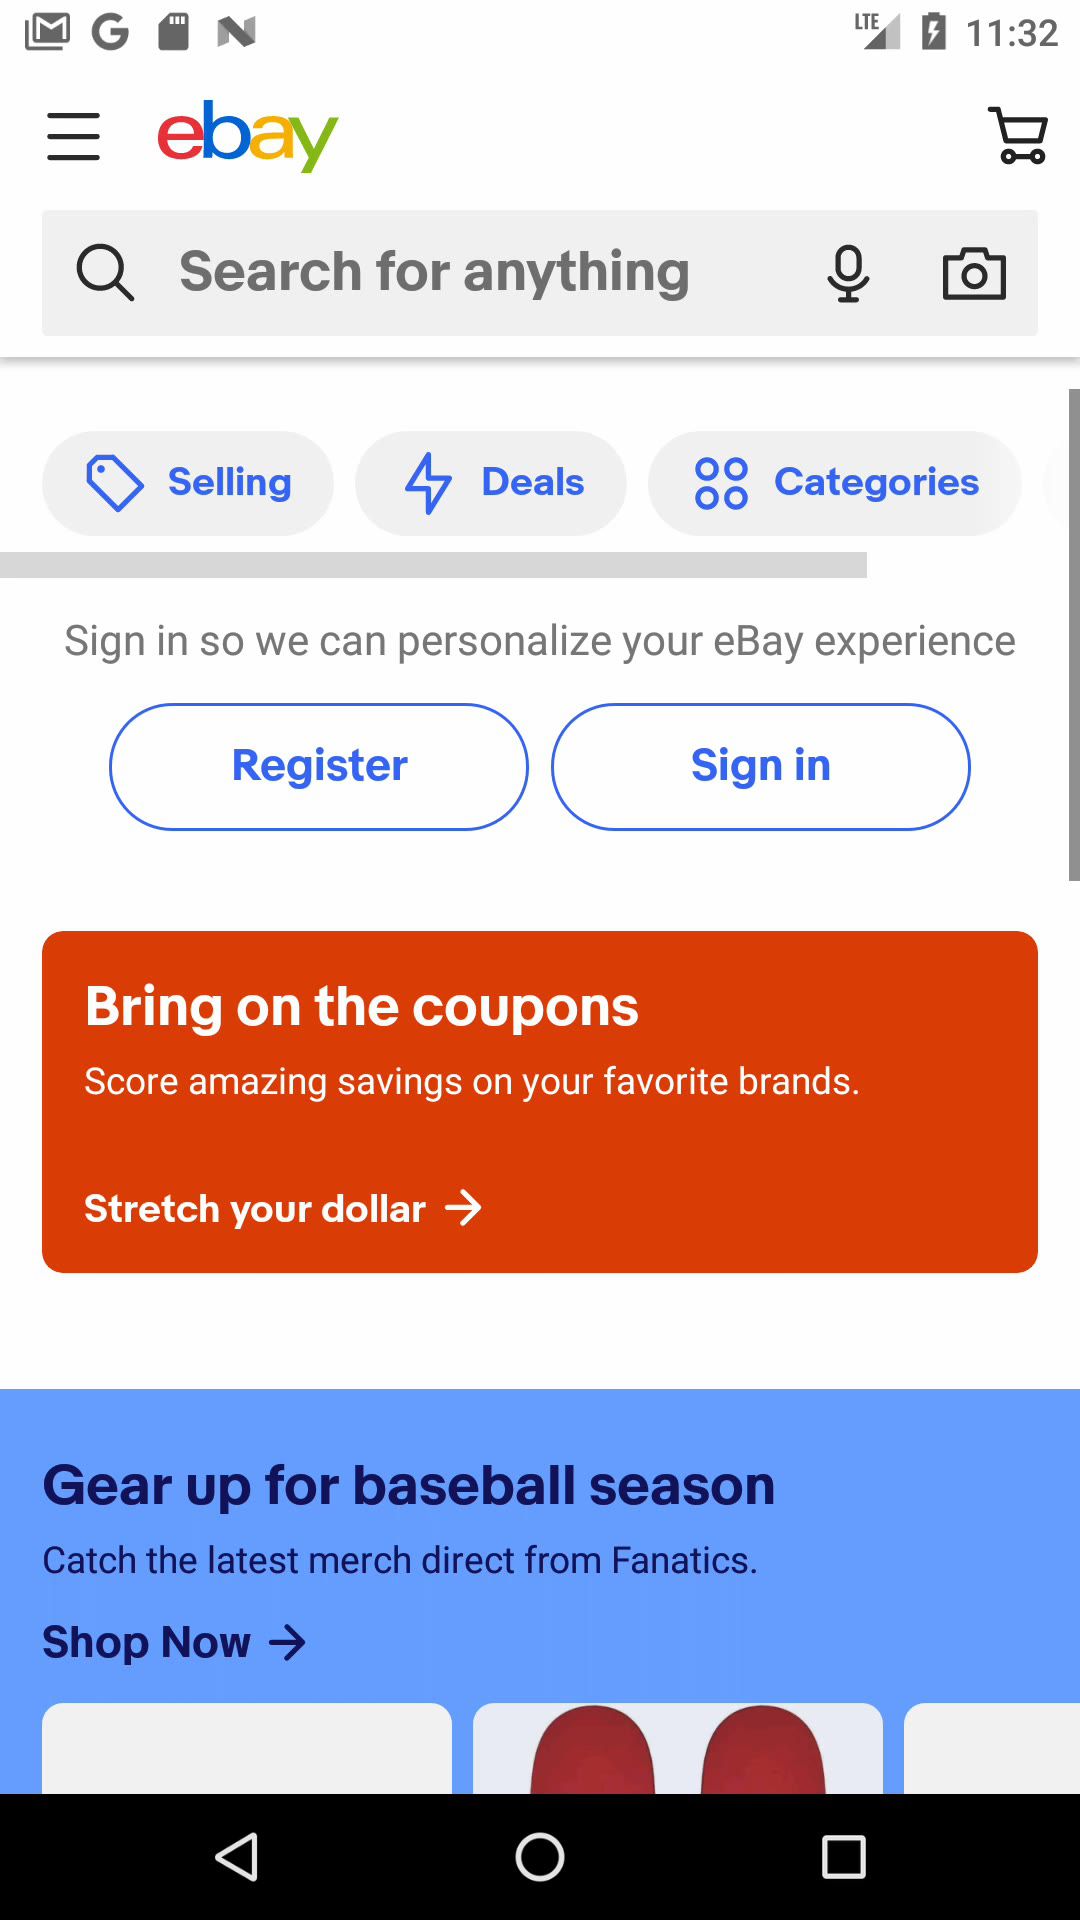 LTE 11:32
ebay
Search for anything
Selling Deals Categories
Sign in so we can personalize your eBay experience
Register Sign in
Bring on the coupons
Score amazing savings on your favorite brands.
Stretch your dollar
Gear up for baseball season
Catch the latest merch direct from Fanatics.
Shop Now